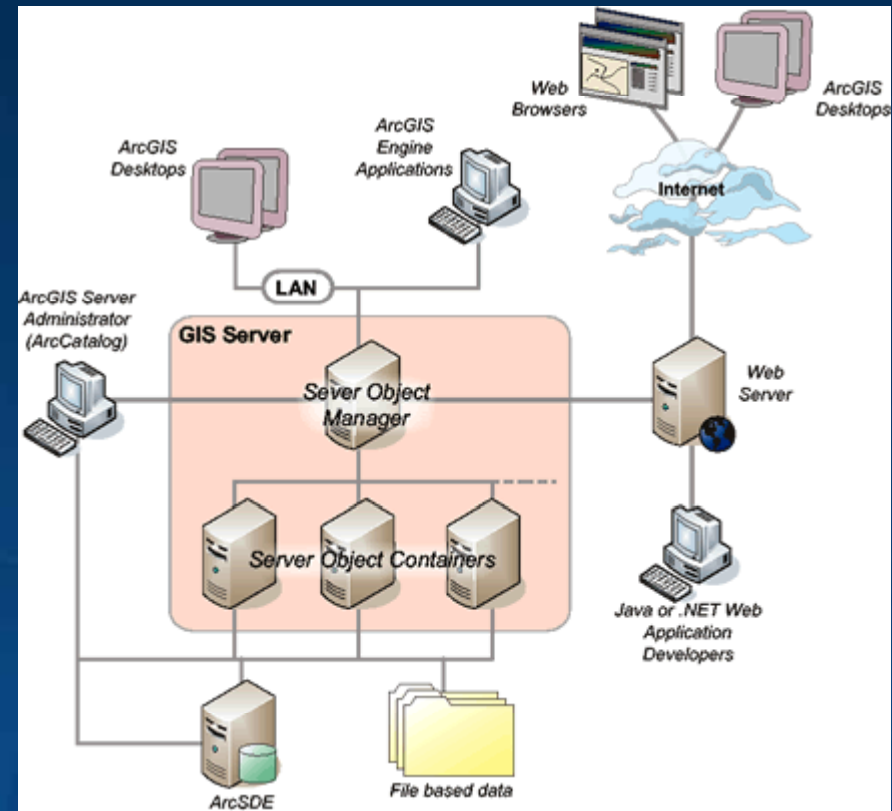 Web
Browsers
ArcGIS
Desktops
ArcGIS
Engine
Applications
ArcGIS
Desktops
Internet
LAN
ArcGIS Server
Administrator
(ArcCatalog)
GIS Server
Sever Object
Manager
Web
Server
Server Object Containers
Java or .NET Web
Application
Developers
ArcSDE
File based data